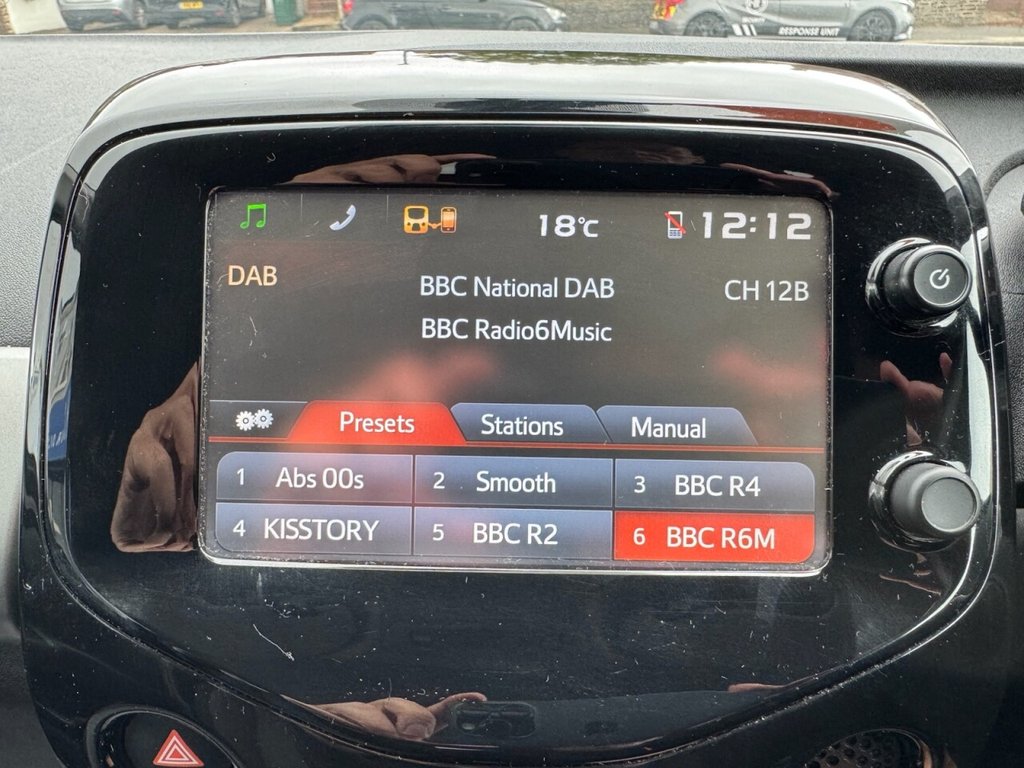 RESPONSE UNIT
18°C
12:12
DAB
BBC National DAB
CH 12B
BBC Radio6Music
Presets
Stations
Manual
1 Abs 00s
2 Smooth
3 BBC R4
4 KISSTORY
5 BBC R2
6 BBC R6M